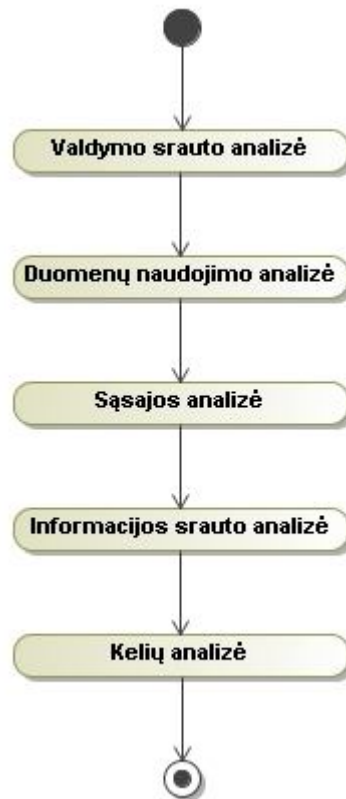 Valdymo srauto analizė
Duomenų naudojimo analizė
Sąsajos analizė
Informacijos srauto analizė
Kelių analizė